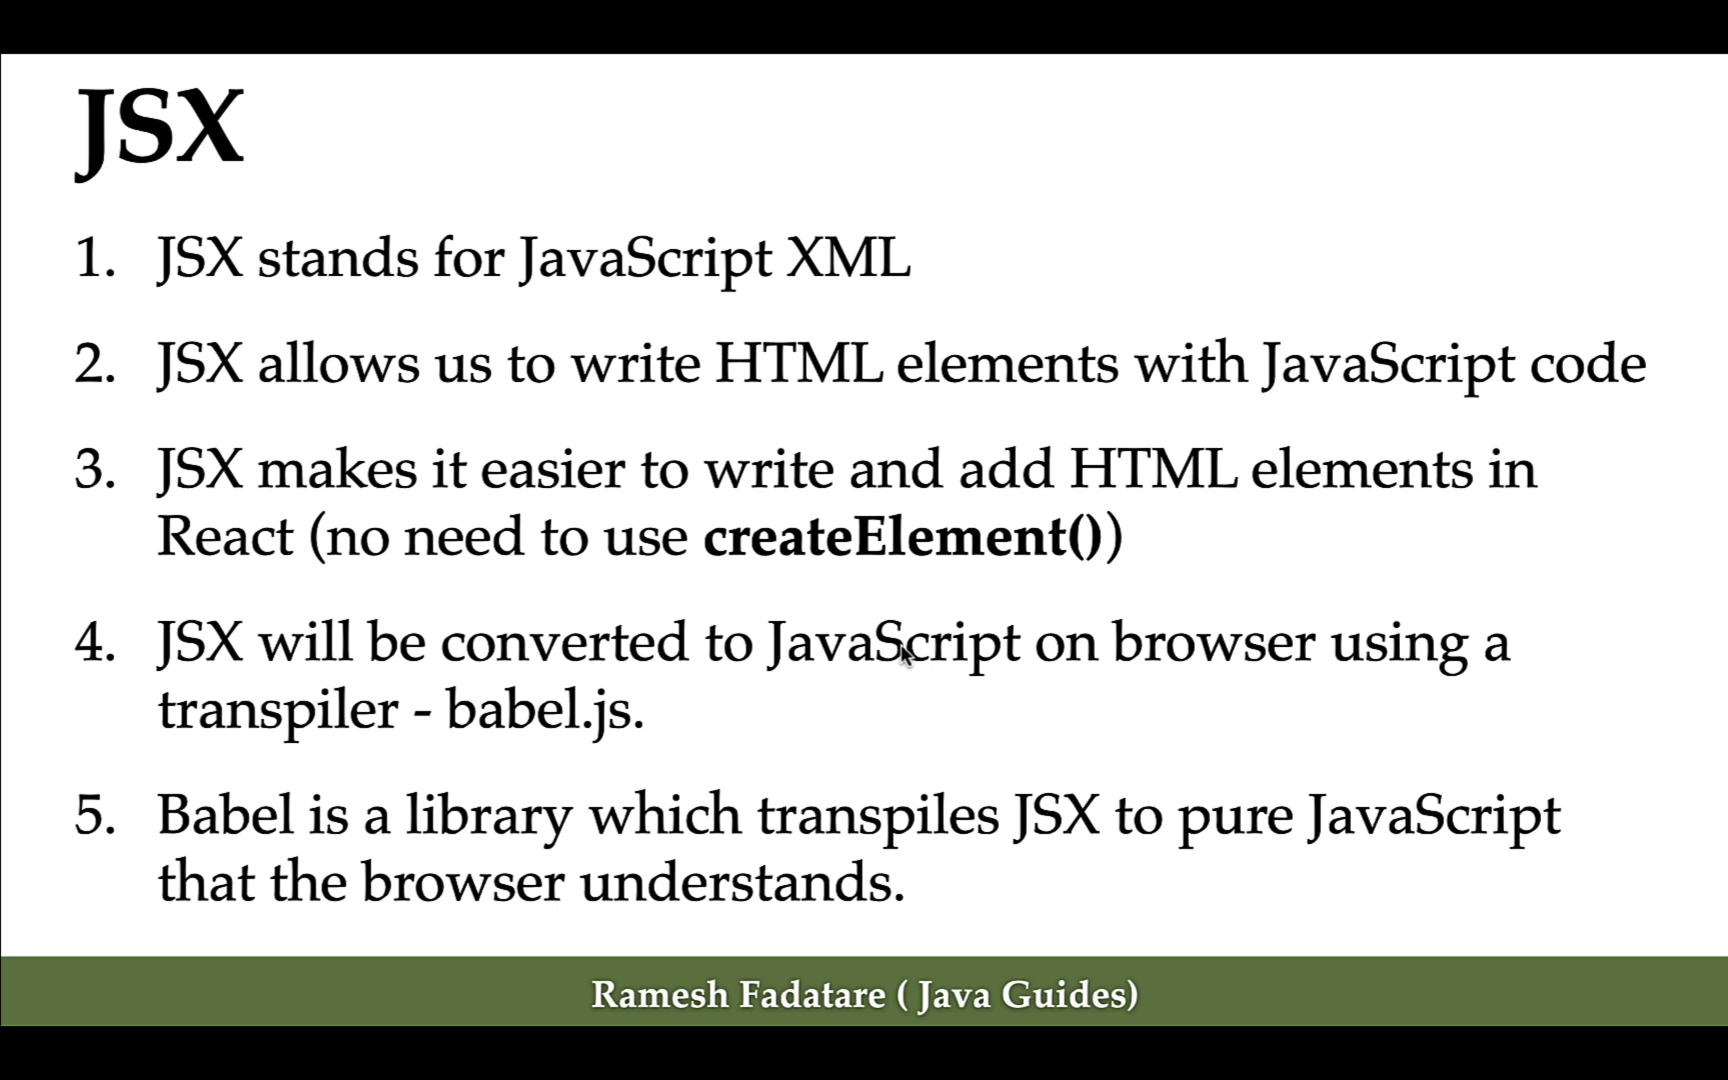 JSX
1. JSX stands for JavaScript XML
2. JSX allows us to write HTML elements with JavaScript code
3. JSX makes it easier to write and add HTML elements in
React (no need to use createElement())
4. JSX will be converted to JavaScript on browser using a
transpiler - babel.js.
5. Babel is a library which transpiles JSX to pure JavaScript
that the browser understands.
Ramesh Fadatare ( Java Guides)